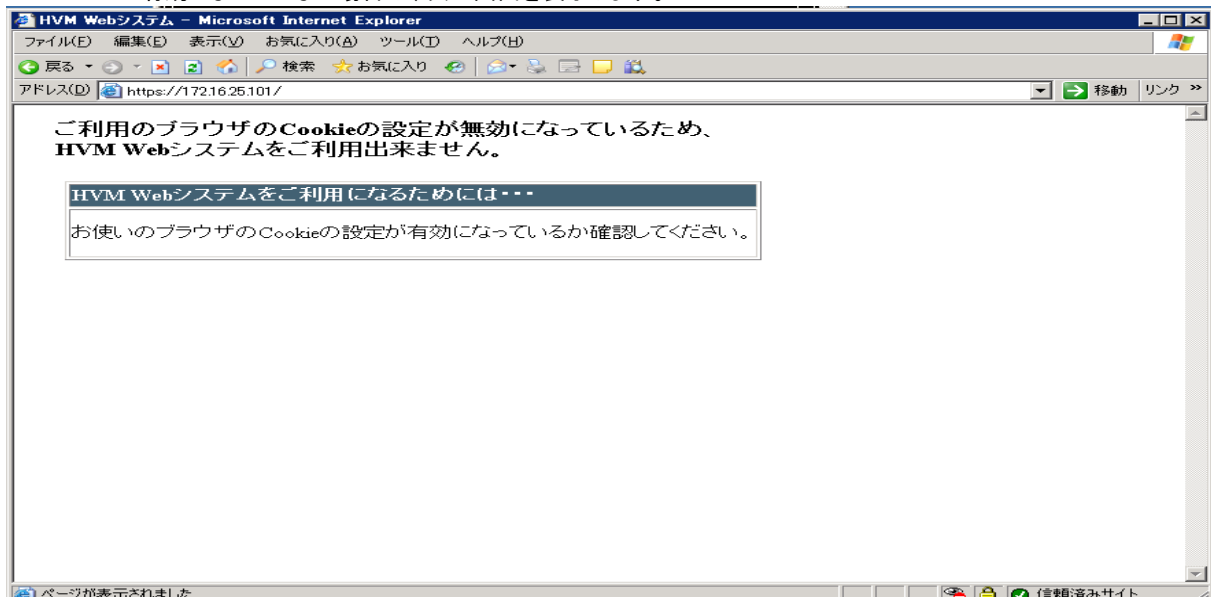 HVM Webシステム - Microsoft Internet Explorer
ファイル(F) 編集(E) 表示(V) お気に入り(A) ツール(T) ヘルプ(H)
戻る 検索 お気に入り
アドレス(D) https://172.16.25.101/ 移動 リンク »
ご利用のブラウザのCookieの設定が無効になっているため、
HVM Webシステムをご利用出来ません。
HVM Webシステムをご利用になるためには・・・
お使いのブラウザのCookieの設定が有効になっているか確認してください。
ページが表示されました 信頼済みサイト